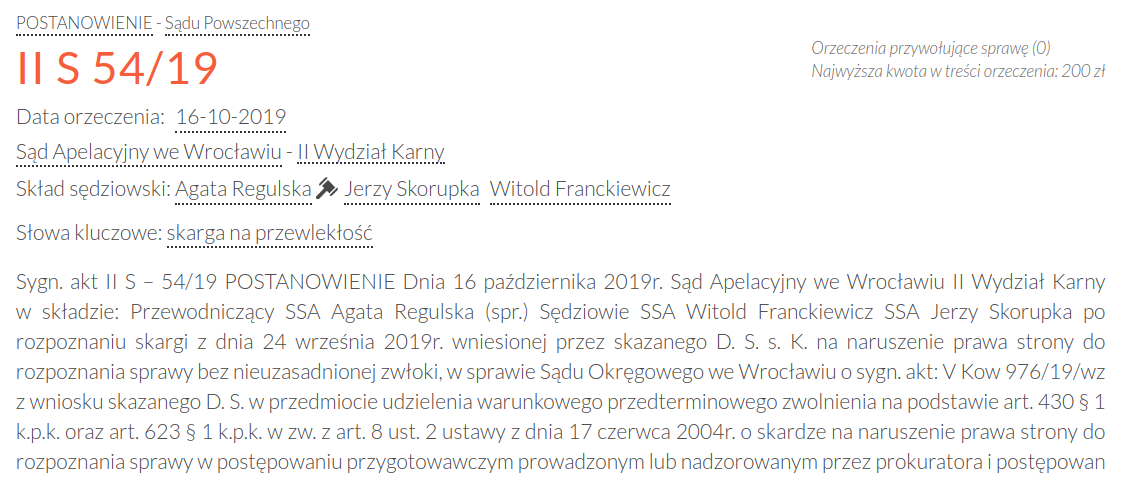 POSTANOWIENIE - Sądu Powszechnego
II S 54/19
Orzeczenia przywołujące sprawę (0)
Najwyższa kwota w treści orzeczenia: 200 zł
Data orzeczenia: 16-10-2019
Sąd Apelacyjny we Wrocławiu - II Wydział Karny
Skład sędziowski: Agata Regulska Jerzy Skorupka Witold Franckiewicz
Słowa kluczowe: skarga na przewlekłość
Sygn. akt II S – 54/19 POSTANOWIENIE Dnia 16 października 2019r. Sąd Apelacyjny we Wrocławiu II Wydział Karny
w składzie: Przewodniczący SSA Agata Regulska (spr.) Sędziowie SSA Witold Franckiewicz SSA Jerzy Skorupka po
rozpoznaniu skargi z dnia 24 września 2019r. wniesionej przez skazanego D. S. s. K. na naruszenie prawa strony do
rozpoznania sprawy bez nieuzasadnionej zwłoki, w sprawie Sądu Okręgowego we Wrocławiu o sygn. akt: V Kow 976/19/wz
z wniosku skazanego D. S. w przedmiocie udzielenia warunkowego przedterminowego zwolnienia na podstawie art. 430 § 1
k.p.k. oraz art. 623 § 1 k.p.k. w zw. z art. 8 ust. 2 ustawy z dnia 17 czerwca 2004r. o skardze na naruszenie prawa strony do
rozpoznania sprawy w postępowaniu przygotowawczym prowadzonym lub nadzorowanym przez prokuratora i postępowan